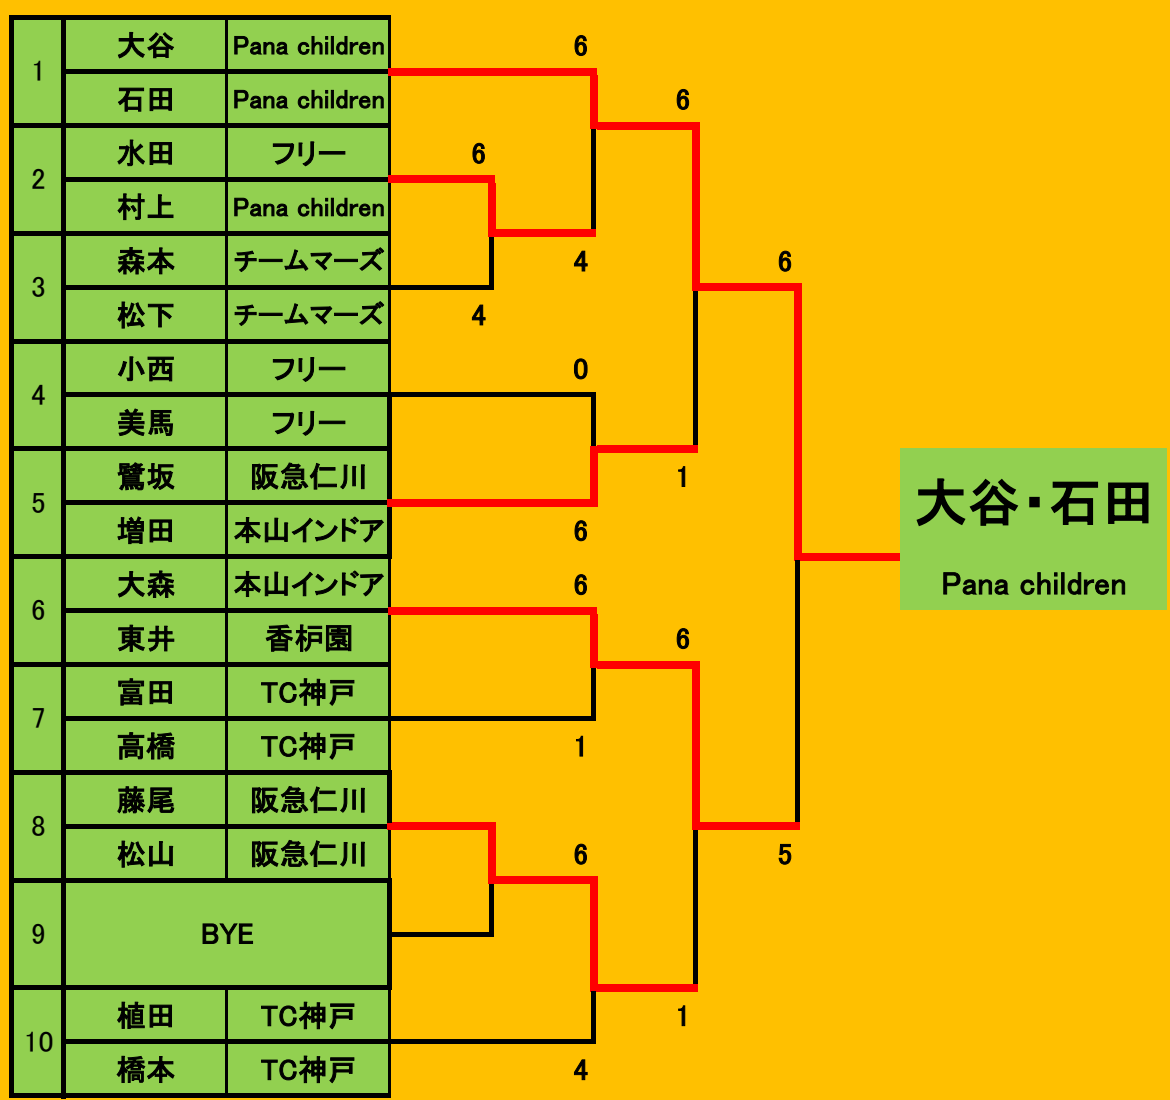 1
大谷 Pana children
石田 Pana children
2
水田 フリー
村上 Pana children
3
森本 チームマーズ
松下 チームマーズ
4
小西 フリー
美馬 フリー
5
鷺坂 阪急仁川
増田 本山インドア
6
大森 本山インドア
東井 香枦園
7
富田 TC神戸
高橋 TC神戸
8
藤尾 阪急仁川
松山 阪急仁川
9
BYE
10
植田 TC神戸
橋本 TC神戸
6
4
6
4
0
6
6
1
6
4
6
1
6
1
6
5
大谷・石田
Pana children